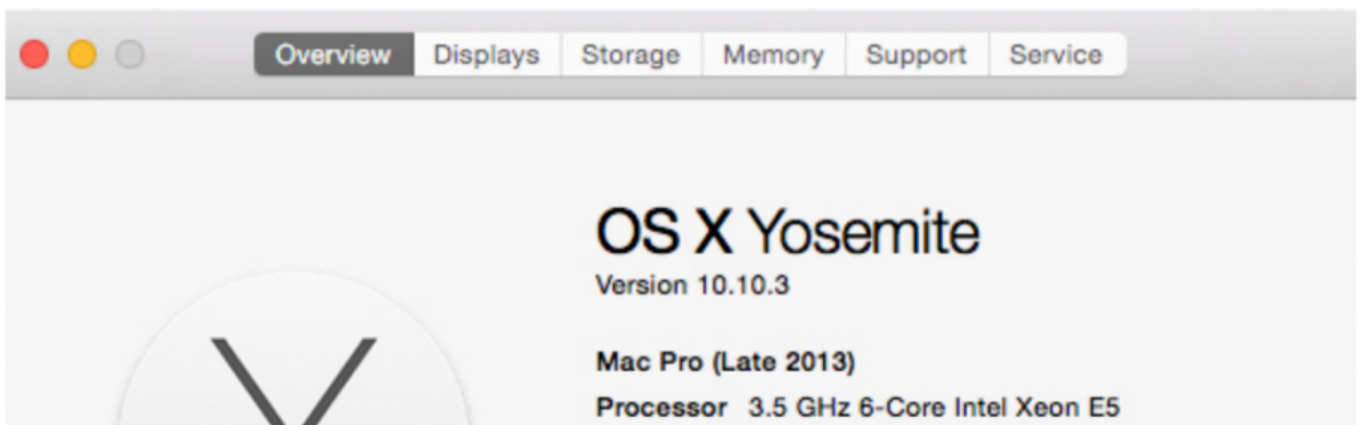 Overview Displays Storage Memory Support Service
OS X Yosemite
Version 10.10.3
Mac Pro (Late 2013)
Processor 3.5 GHz 6-Core Intel Xeon E5